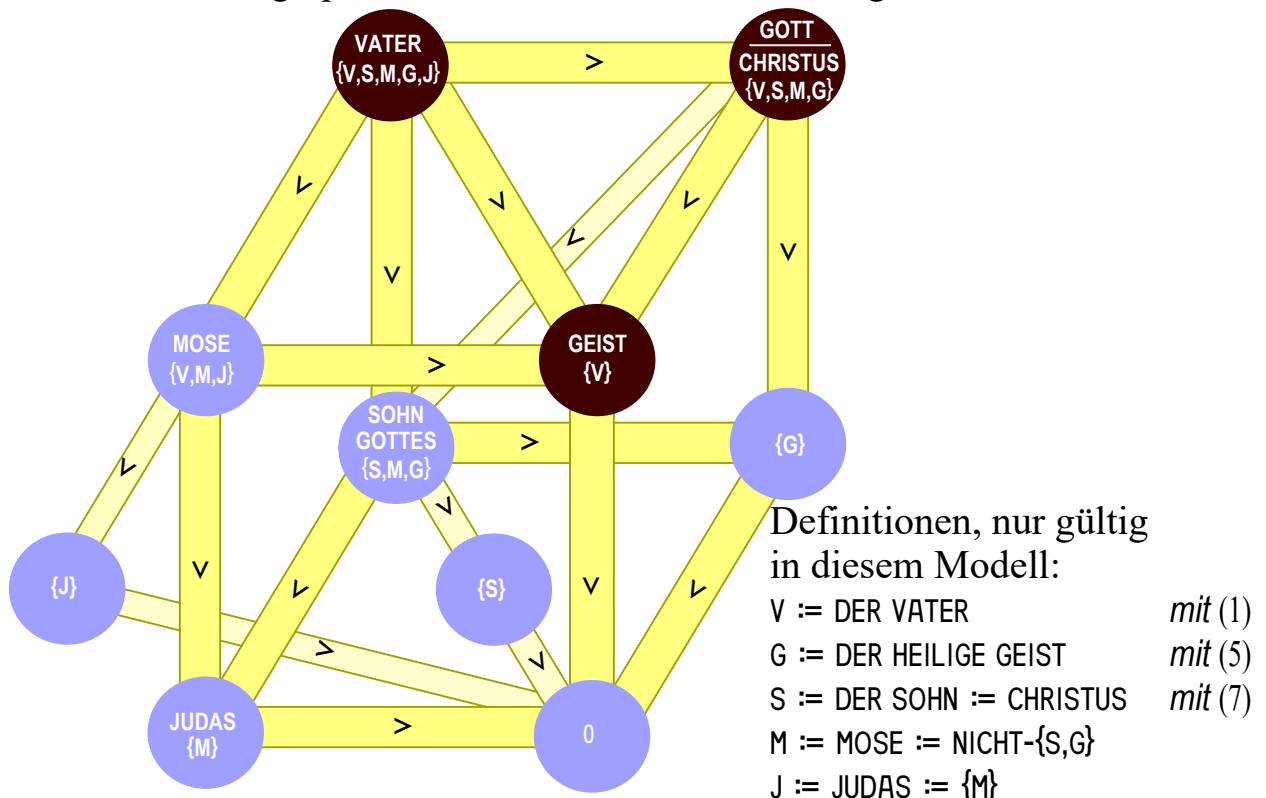 VATER
{V,S,M,G,J}
>
GOTT
CHRISTUS
{V,S,M,G}
>
>
>
>
>
>
MOSE
{V,M,J}
>
GEIST
{V}
SOHN
GOTTES
{S,M,G}
>
{G}
>
>
Definitionen, nur gültig
in diesem Modell:
{J}
>
>
{S}
>
>
V := DER VATER mit (1)
>
>
G := DER HEILIGE GEIST mit (5)
S := DER SOHN := CHRISTUS mit (7)
JUDAS
{M}
>
0
M := MOSE := NICHT-{S,G}
J := JUDAS := {M}